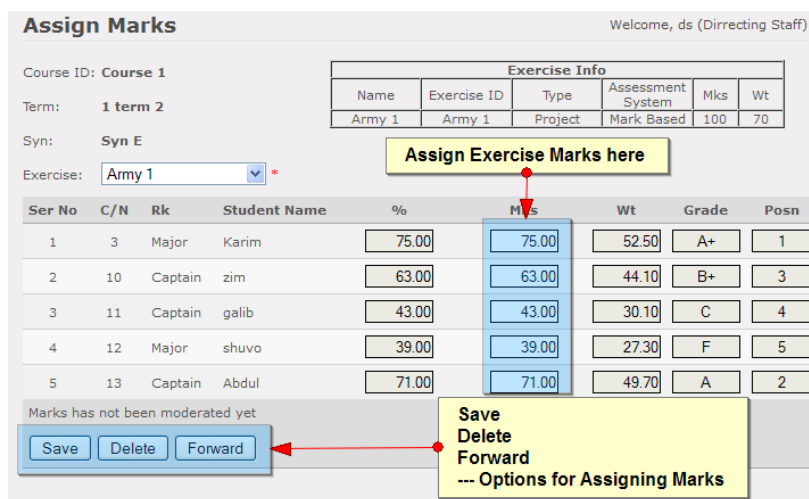 Assign Marks
Welcome, ds (Dirrecting Staff)
Course ID: Course 1
Term: 1 term 2
Syn: Syn E
Exercise: Army 1 *
Exercise Info
Name Exercise ID Type Assessment System Mks Wt
Army 1 Army 1 Project Mark Based 100 70
Assign Exercise Marks here
Ser No C/N Rk Student Name % Mks Wt Grade Posn
1 3 Major Karim 75.00 75.00 52.50 A+ 1
2 10 Captain zim 63.00 63.00 44.10 B+ 3
3 11 Captain galib 43.00 43.00 30.10 C 4
4 12 Major shuvo 39.00 39.00 27.30 F 5
5 13 Captain Abdul 71.00 71.00 49.70 A 2
Marks has not been moderated yet
Save Delete Forward
Save
Delete
Forward
--- Options for Assigning Marks